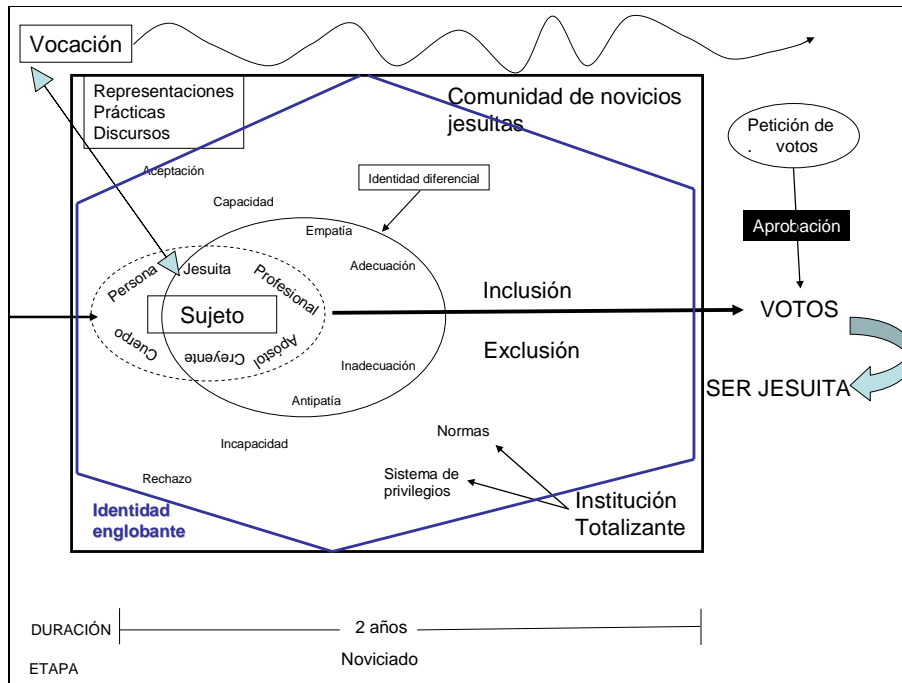 Vocación
Representaciones
Prácticas
Discursos
Comunidad de novicios
jesuitas
Petición de
. votos
Aceptación
Identidad diferencial
Capacidad
Empatía
Aprobación
Adecuación
Persona
Jesuita
Profesional
Inclusión
Sujeto
VOTOS
Cuerpo
Creyente
Apóstol
Exclusión
Inadecuación
SER JESUITA
Antipatía
Normas
Incapacidad
Rechazo
Sistema de
privilegios
Identidad
englobante
Institución
Totalizante
DURACIÓN
2 años
Noviciado
ETAPA